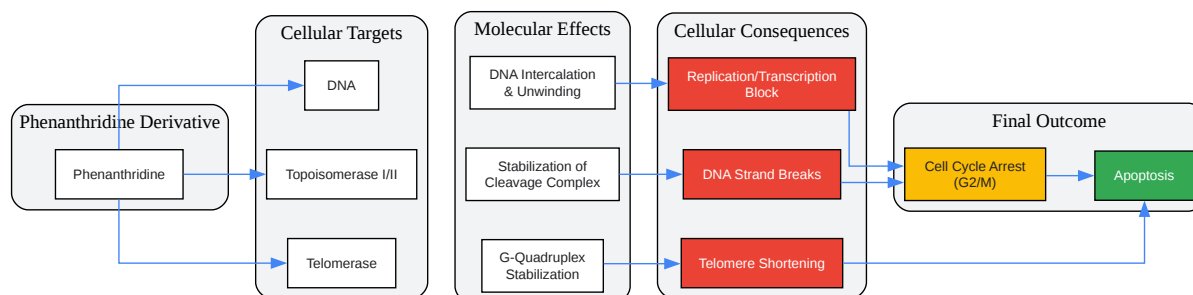 Phenanthridine Derivative
Phenanthridine
Cellular Targets
DNA
Topoisomerase I/II
Telomerase
Molecular Effects
DNA Intercalation
& Unwinding
Stabilization of
Cleavage Complex
G-Quadruplex
Stabilization
Cellular Consequences
Replication/Transcription
Block
DNA Strand Breaks
Telomere Shortening
Final Outcome
Cell Cycle Arrest
(G2/M)
Apoptosis